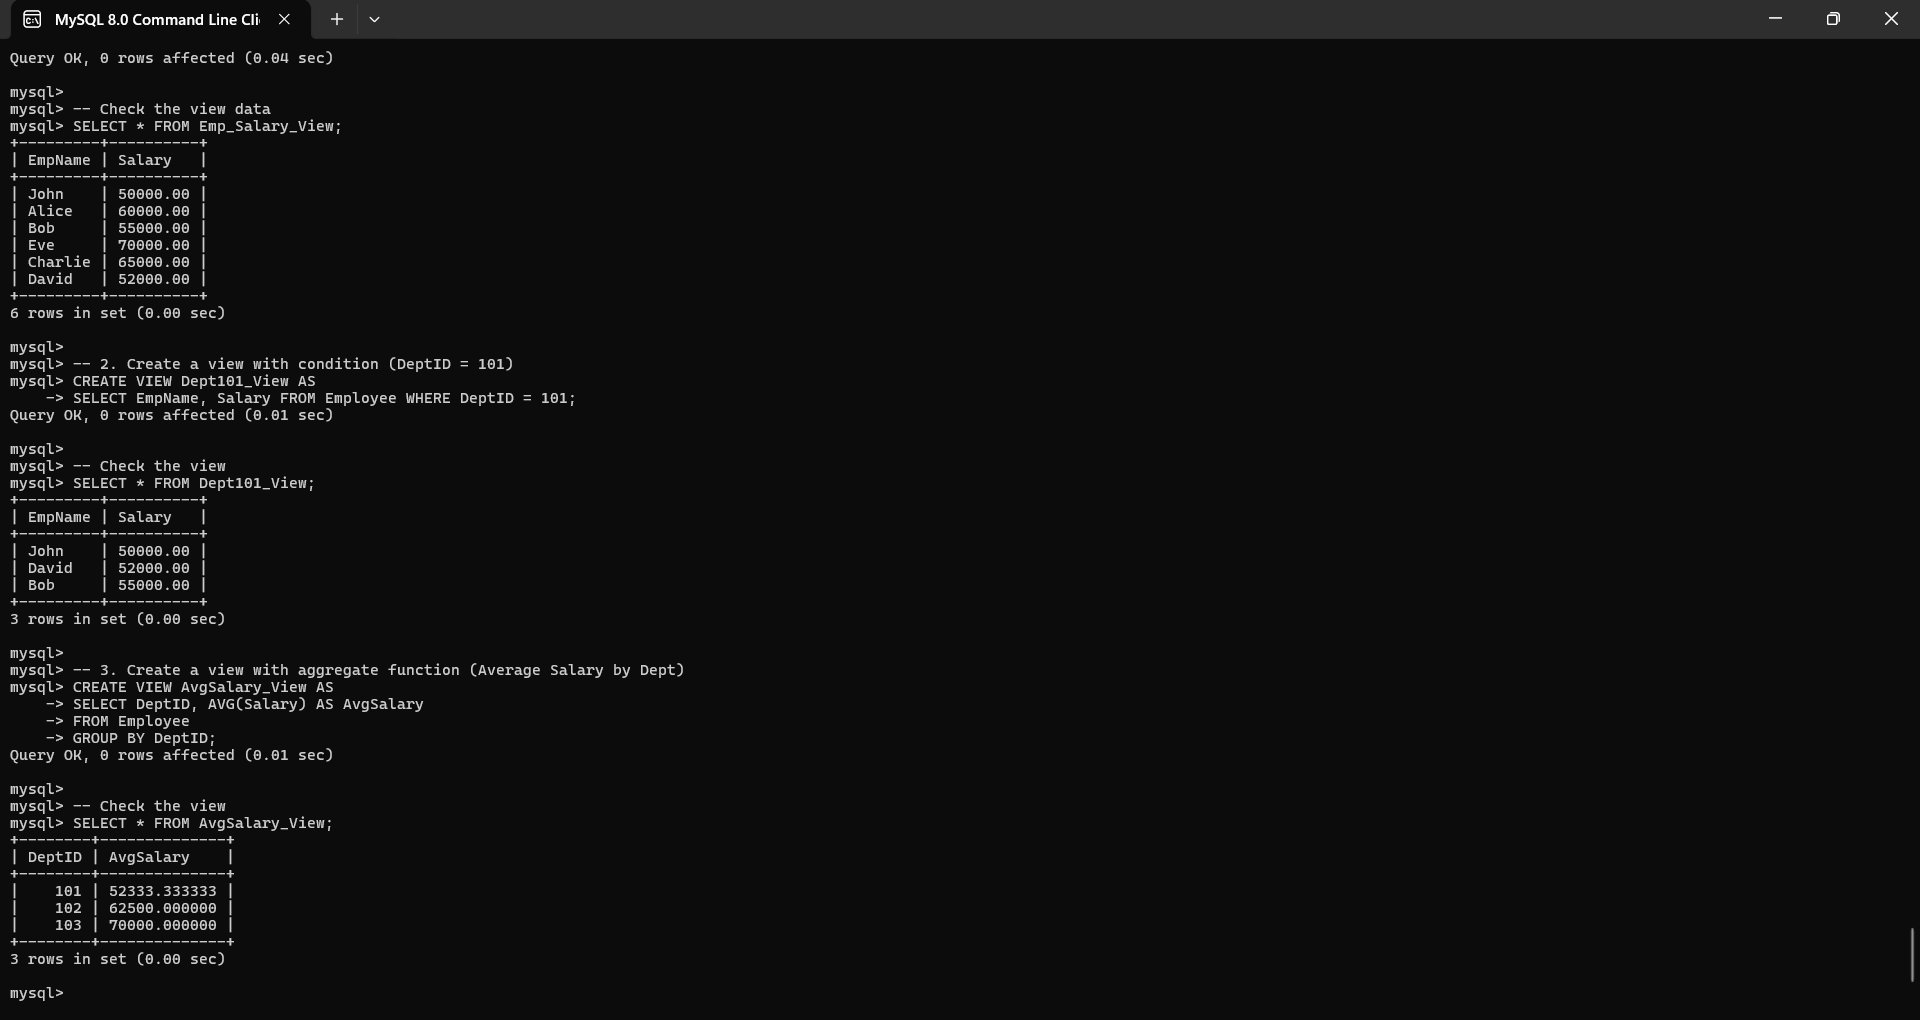 MySQL 8.0 Command Line Cli
Query OK, 0 rows affected (0.04 sec)
mysql>
mysql> -- Check the view data
mysql> SELECT * FROM Emp_Salary_View;
+---------+----------+
| EmpName | Salary   |
+---------+----------+
| John    | 50000.00 |
| Alice   | 60000.00 |
| Bob     | 55000.00 |
| Eve     | 70000.00 |
| Charlie | 65000.00 |
| David   | 52000.00 |
+---------+----------+
6 rows in set (0.00 sec)
mysql>
mysql> -- 2. Create a view with condition (DeptID = 101)
mysql> CREATE VIEW Dept101_View AS
    -> SELECT EmpName, Salary FROM Employee WHERE DeptID = 101;
Query OK, 0 rows affected (0.01 sec)
mysql>
mysql> -- Check the view
mysql> SELECT * FROM Dept101_View;
+---------+----------+
| EmpName | Salary   |
+---------+----------+
| John    | 50000.00 |
| David   | 52000.00 |
| Bob     | 55000.00 |
+---------+----------+
3 rows in set (0.00 sec)
mysql>
mysql> -- 3. Create a view with aggregate function (Average Salary by Dept)
mysql> CREATE VIEW AvgSalary_View AS
    -> SELECT DeptID, AVG(Salary) AS AvgSalary
    -> FROM Employee
    -> GROUP BY DeptID;
Query OK, 0 rows affected (0.01 sec)
mysql>
mysql> -- Check the view
mysql> SELECT * FROM AvgSalary_View;
+--------+--------------+
| DeptID | AvgSalary    |
+--------+--------------+
|    101 | 52333.333333 |
|    102 | 62500.000000 |
|    103 | 70000.000000 |
+--------+--------------+
3 rows in set (0.00 sec)
mysql>